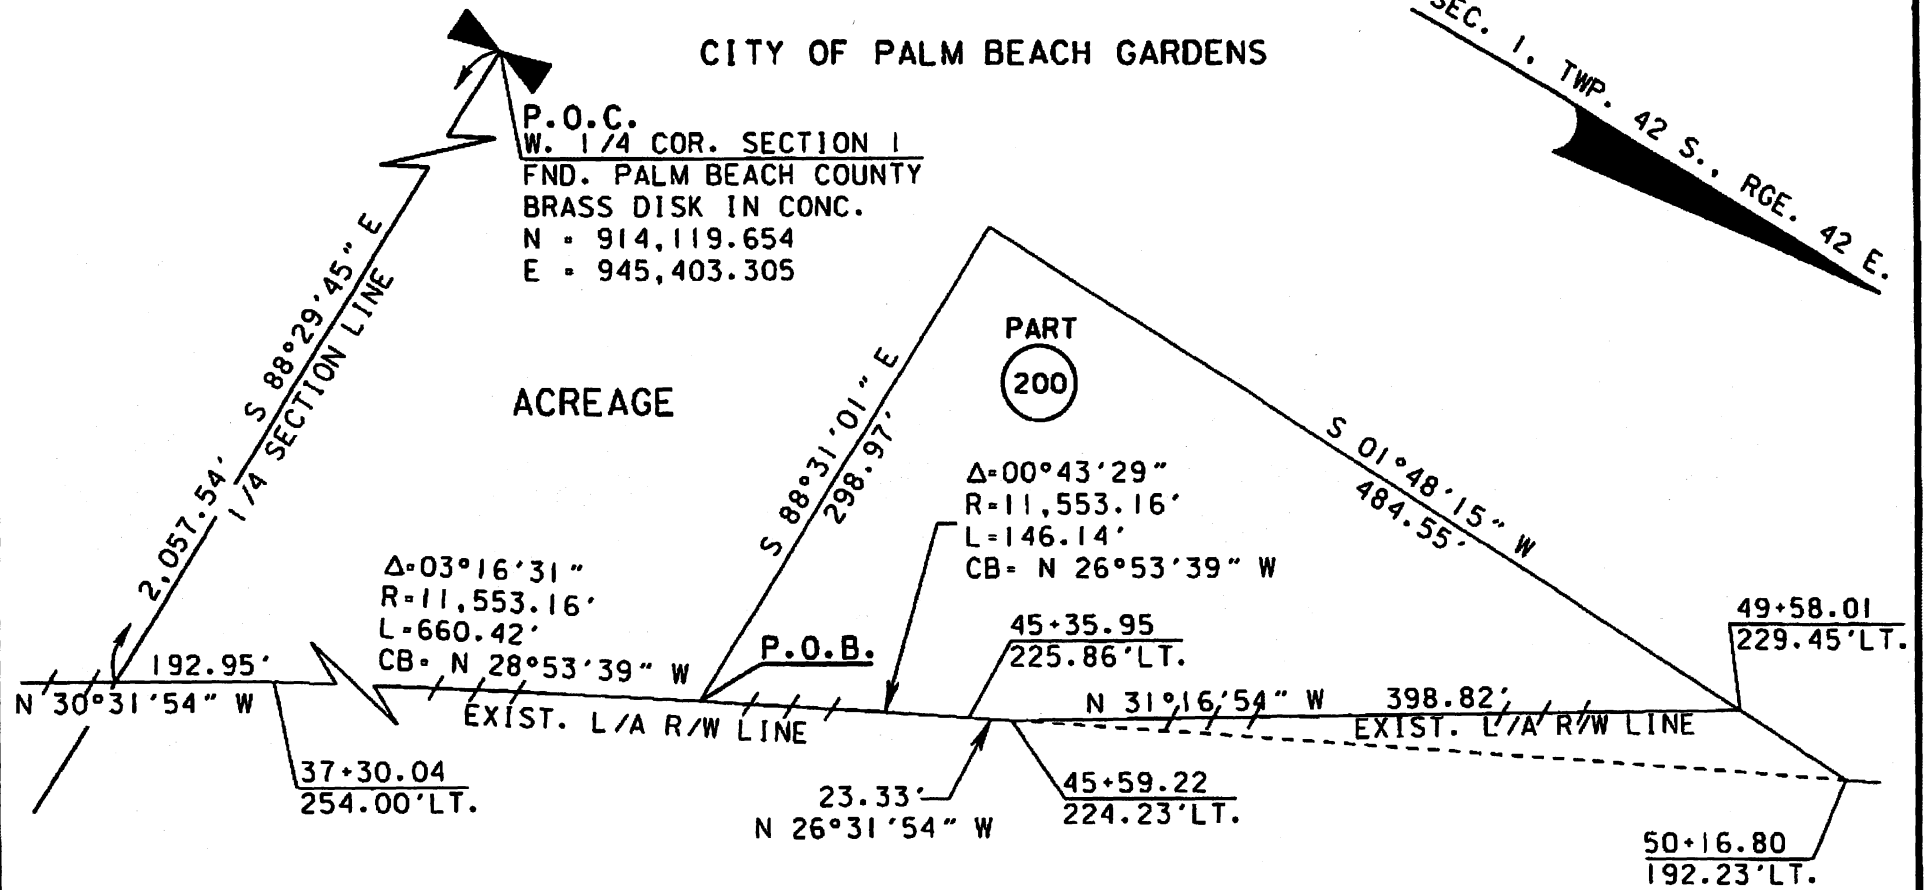 CITY OF PALM BEACH GARDENS
SEC. 1, TWP. 42 S., RGE. 42 E.
P.O.C.
W. 1/4 COR. SECTION 1
FND. PALM BEACH COUNTY
BRASS DISK IN CONC.
N = 914,119.654
E = 945,403.305
S 88°29'45" E
2,057.54'
1/4 SECTION LINE
ACREAGE
PART
200
S 88°31'01" E
298.97'
S 01°48'15" W
484.55'
Δ=00°43'29"
R=11,553.16'
L=146.14'
CB= N 26°53'39" W
Δ=03°16'31"
R=11,553.16'
L=660.42'
CB= N 28°53'39" W
P.O.B.
45+35.95
225.86'LT.
49+58.01
229.45'LT.
192.95'
N 30°31'54" W
EXIST. L/A R/W LINE
N 31°16'54" W 398.82'
EXIST. L/A R/W LINE
37+30.04
254.00'LT.
23.33'
N 26°31'54" W
45+59.22
224.23'LT.
50+16.80
192.23'LT.